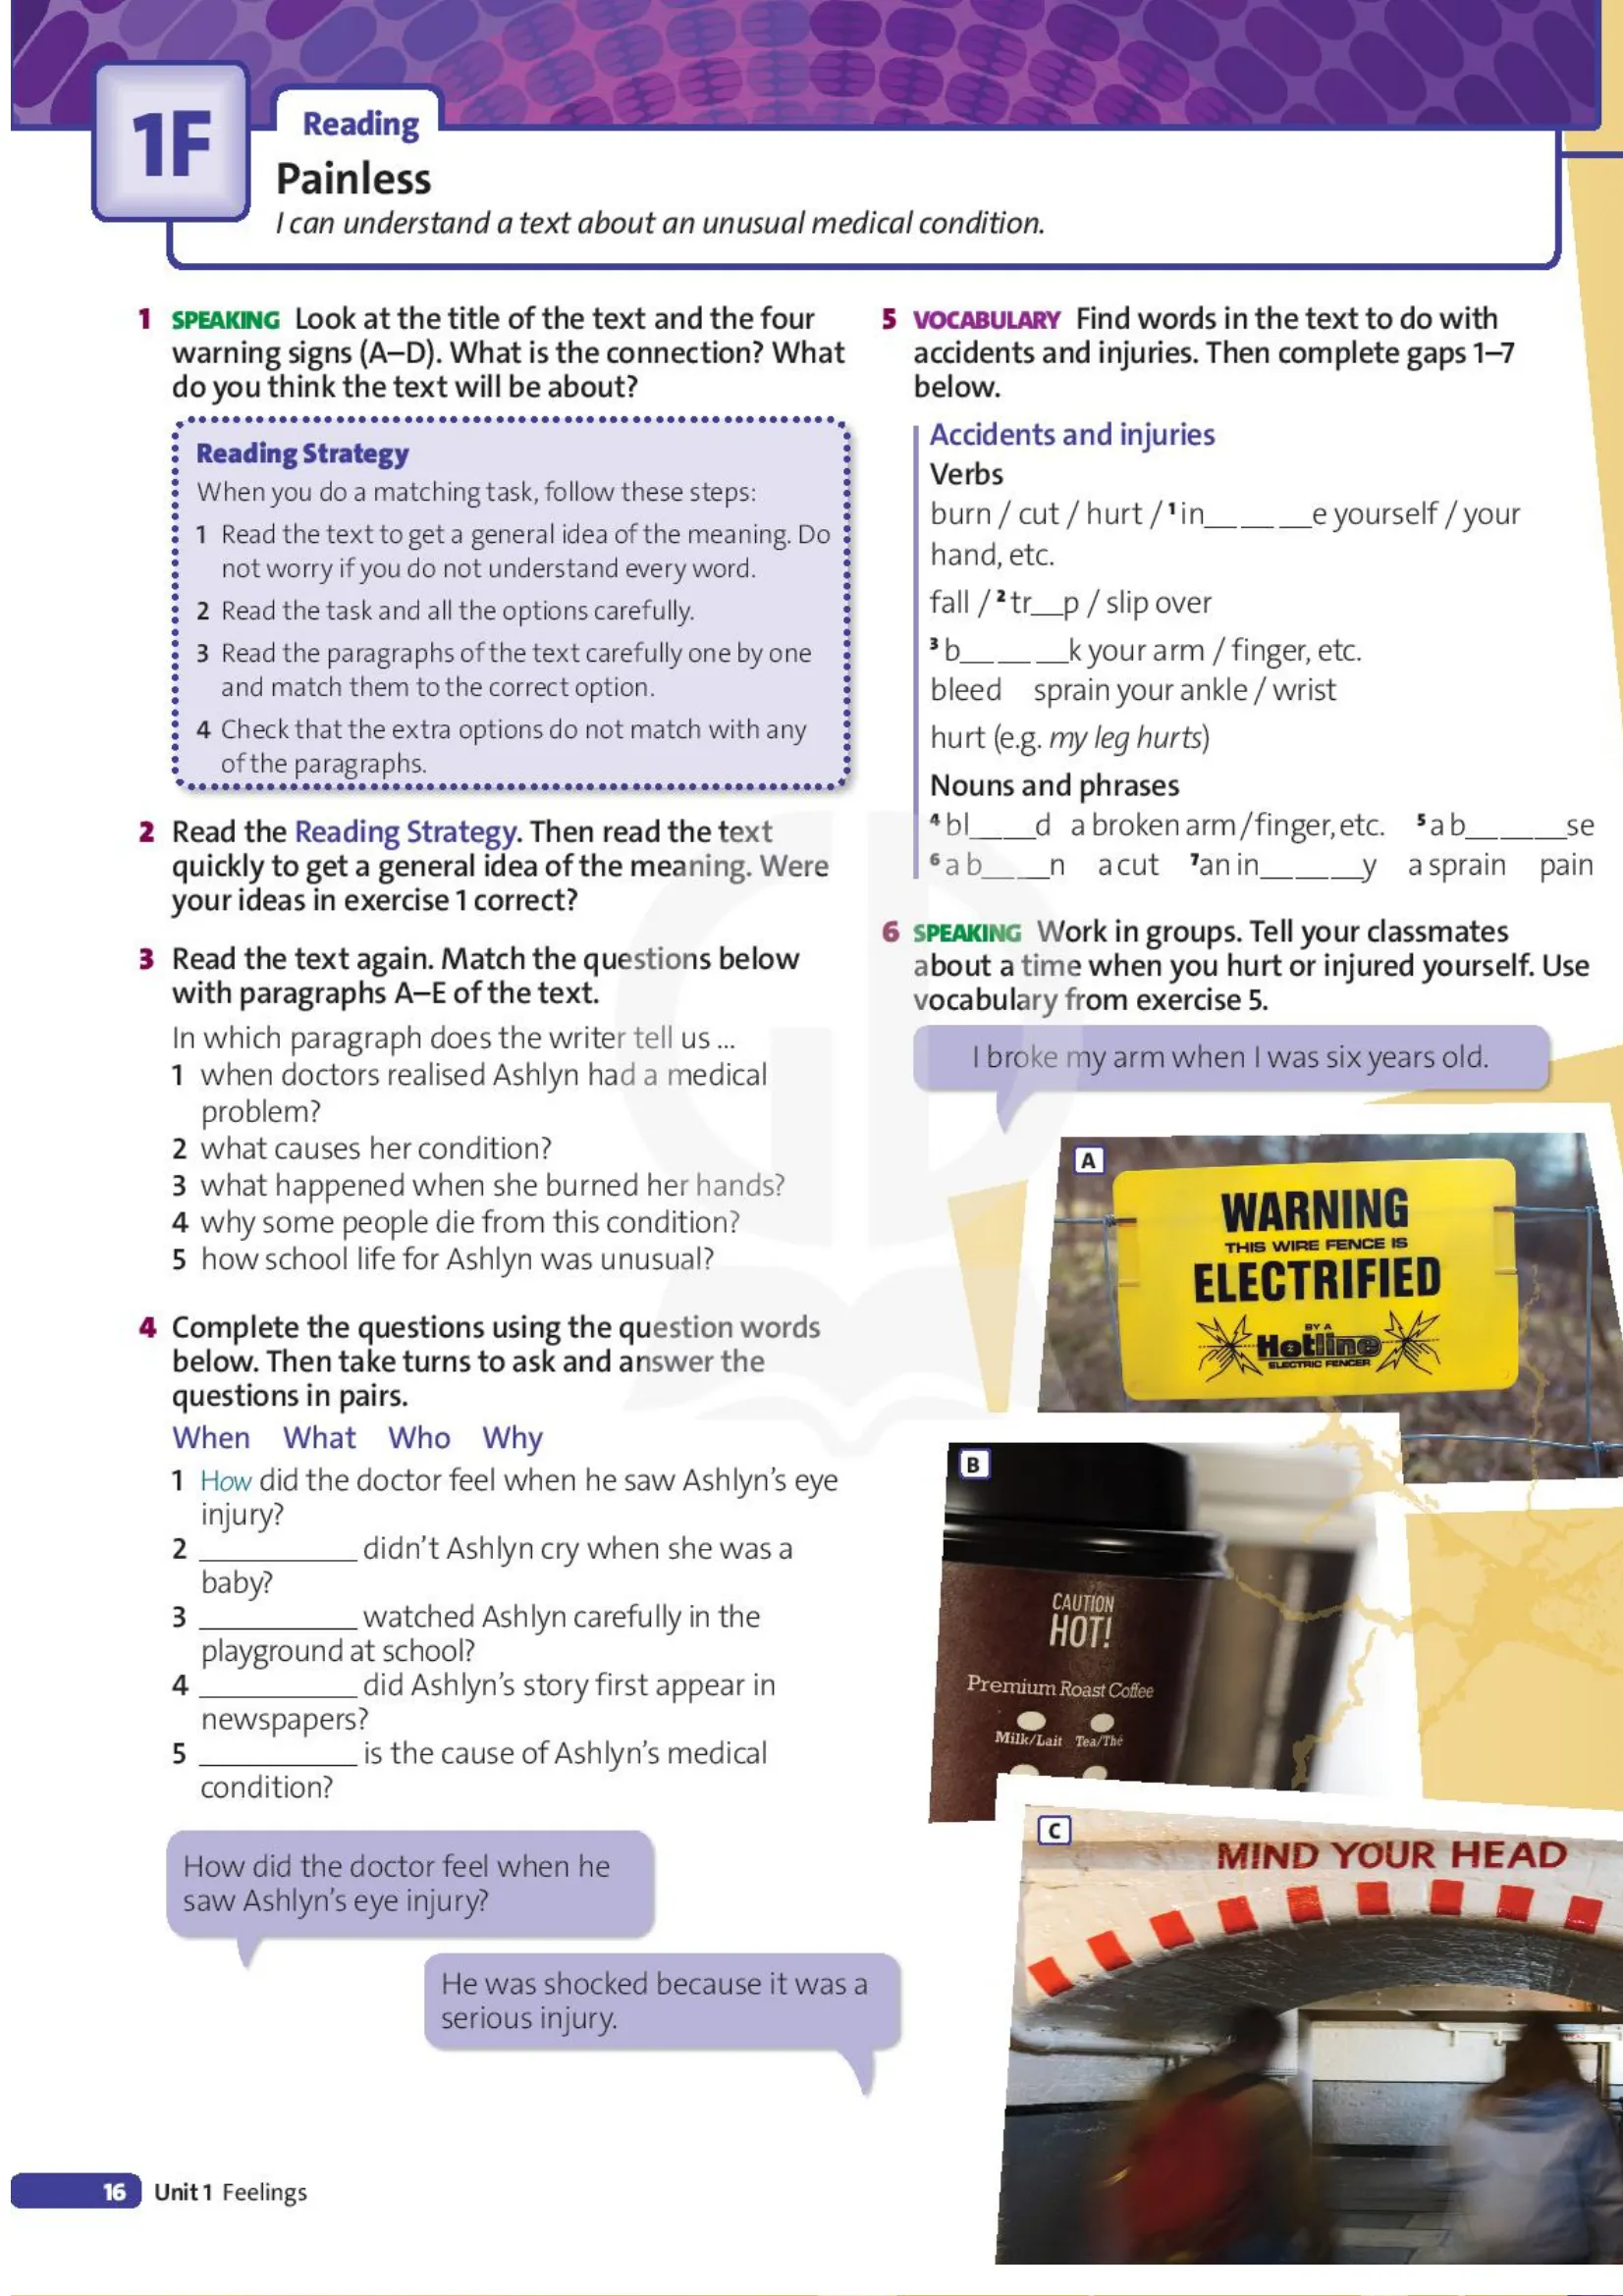 1F
Reading
Painless
I can understand a text about an unusual medical condition.
1 SPEAKING Look at the title of the text and the four
warning signs (A–D). What is the connection? What
do you think the text will be about?
Reading Strategy
When you do a matching task, follow these steps:
1 Read the text to get a general idea of the meaning. Do
not worry if you do not understand every word.
2 Read the task and all the options carefully.
3 Read the paragraphs of the text carefully one by one
and match them to the correct option.
4 Check that the extra options do not match with any
of the paragraphs.
2 Read the Reading Strategy. Then read the text
quickly to get a general idea of the meaning. Were
your ideas in exercise 1 correct?
3 Read the text again. Match the questions below
with paragraphs A–E of the text.
In which paragraph does the writer tell us ...
1 when doctors realised Ashlyn had a medical
problem?
2 what causes her condition?
3 what happened when she burned her hands?
4 why some people die from this condition?
5 how school life for Ashlyn was unusual?
4 Complete the questions using the question words
below. Then take turns to ask and answer the
questions in pairs.
When What Who Why
1 How did the doctor feel when he saw Ashlyn's eye
injury?
2 __________ didn't Ashlyn cry when she was a
baby?
3 __________ watched Ashlyn carefully in the
playground at school?
4 __________ did Ashlyn's story first appear in
newspapers?
5 __________ is the cause of Ashlyn's medical
condition?
How did the doctor feel when he
saw Ashlyn's eye injury?
He was shocked because it was a
serious injury.
16 Unit 1 Feelings
5 VOCABULARY Find words in the text to do with
accidents and injuries. Then complete gaps 1–7
below.
Accidents and injuries
Verbs
burn / cut / hurt / 1 in__ __ __e yourself / your
hand, etc.
fall / 2 tr__p / slip over
3 b__ __ __k your arm / finger, etc.
bleed sprain your ankle / wrist
hurt (e.g. my leg hurts)
Nouns and phrases
4 bl__ __d a broken arm/finger, etc. 5 a b__ __ __se
6 a b__ __n a cut 7 an in__ __ __y a sprain pain
6 SPEAKING Work in groups. Tell your classmates
about a time when you hurt or injured yourself. Use
vocabulary from exercise 5.
I broke my arm when I was six years old.
A
WARNING
THIS WIRE FENCE IS
ELECTRIFIED
BY A
Hotline
ELECTRIC FENCER
B
CAUTION
HOT!
Premium Roast Coffee
Milk/Lait Tea/Thé
C
MIND YOUR HEAD